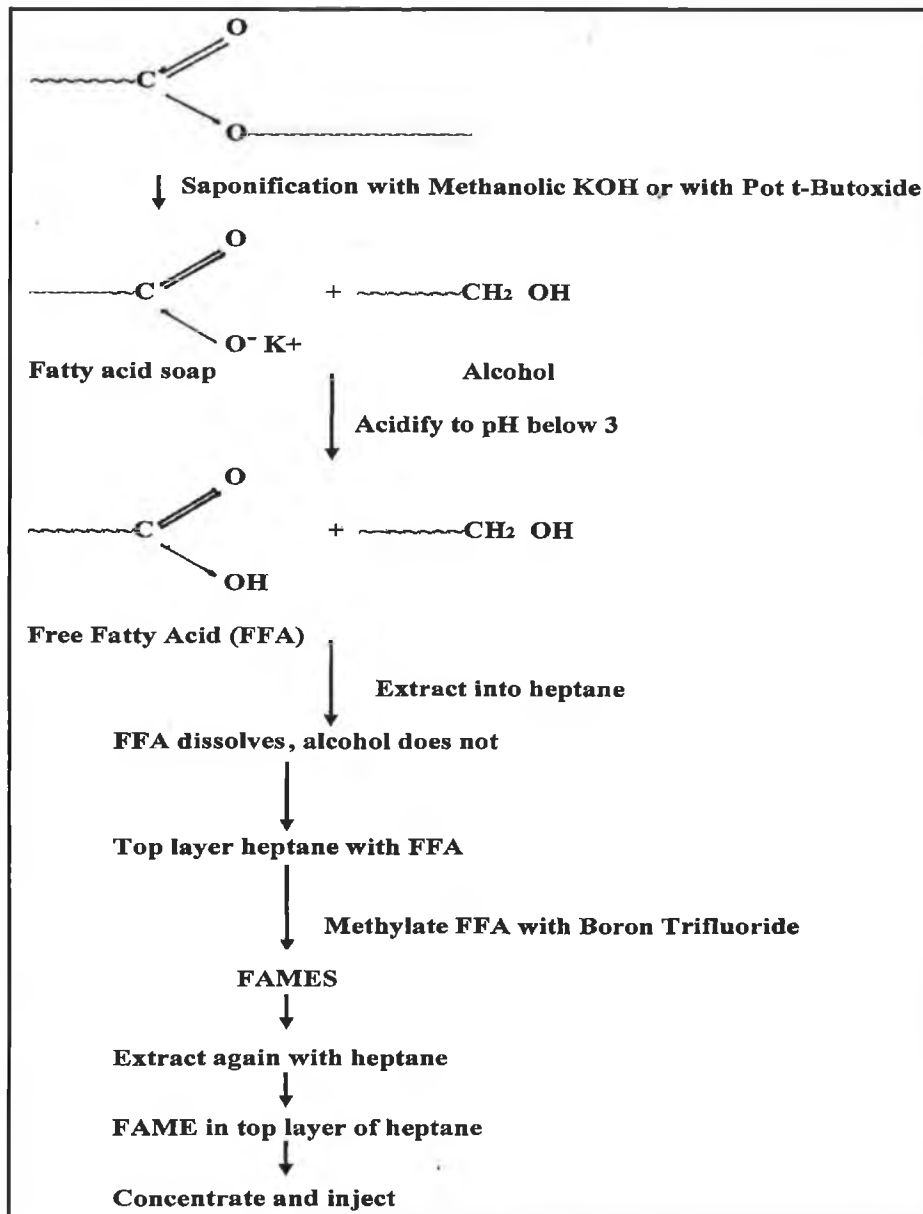 O
C
O
Saponification with Methanolic KOH or with Pot t-Butoxide
O
C + CH₂ OH
O⁻ K+
Fatty acid soap Alcohol
Acidify to pH below 3
O
C + CH₂ OH
OH
Free Fatty Acid (FFA)
Extract into heptane
FFA dissolves, alcohol does not
Top layer heptane with FFA
Methylate FFA with Boron Trifluoride
FAMES
Extract again with heptane
FAME in top layer of heptane
Concentrate and inject